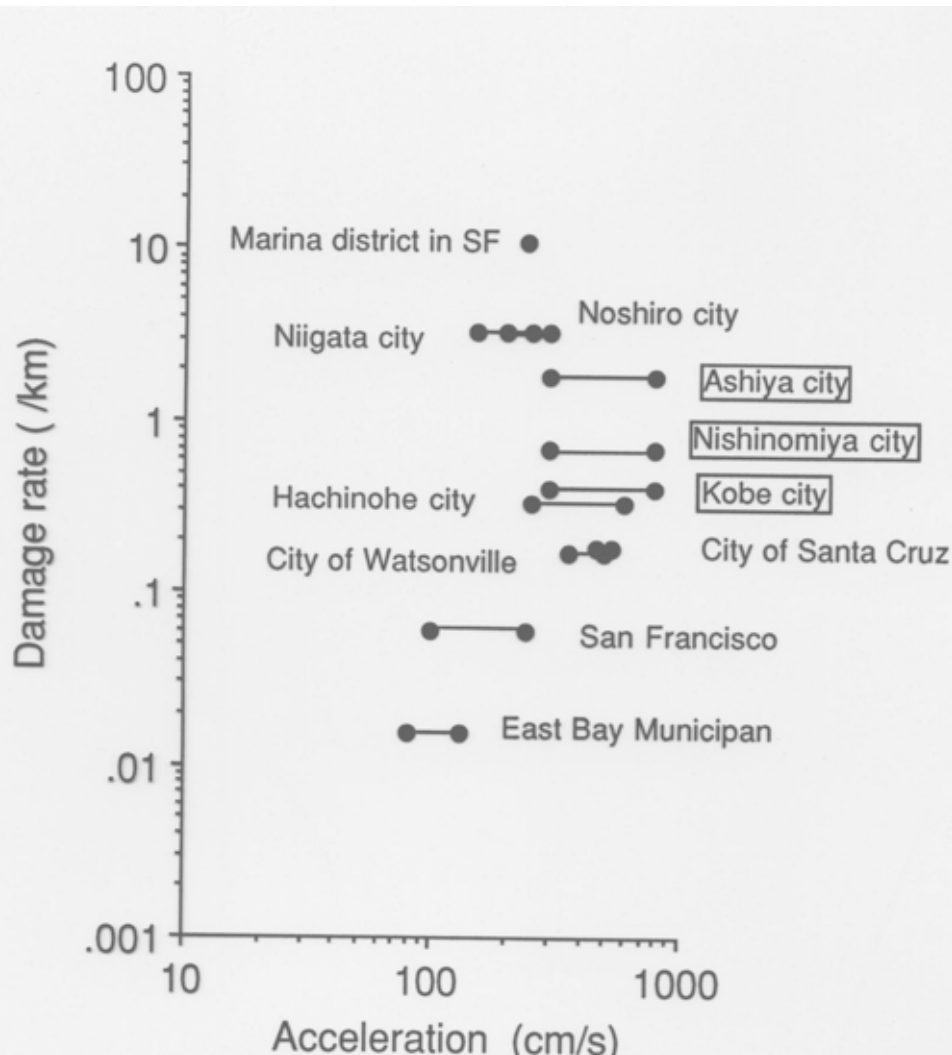 100
Marina district in SF
10
Noshiro city
Niigata city
Ashiya city
1
Nishinomiya city
Kobe city
Hachinohe city
City of Santa Cruz
City of Watsonville
.1
San Francisco
East Bay Municipan
.01
.001
10 100 1000
Acceleration (cm/s)
Damage rate ( /km)